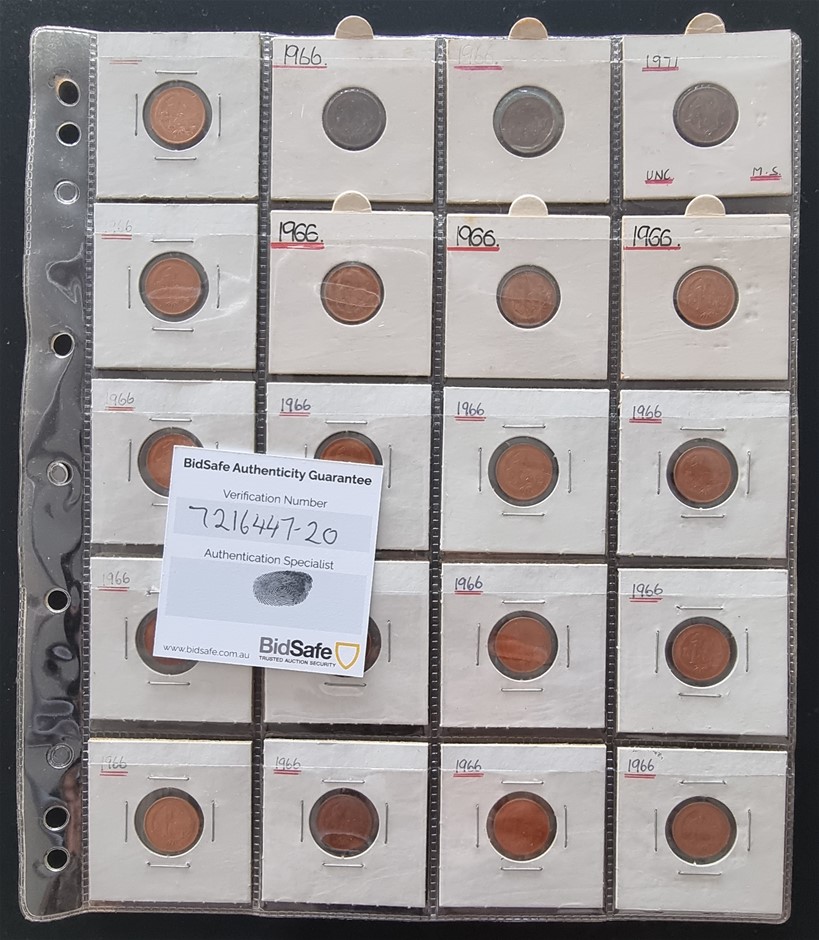 1966.
1966.
1971
UNC
M.S.
1966
1966.
1966.
1966.
1966
1966
1966
1966
BidSafe Authenticity Guarantee
Verification Number
7216447-20
Authentication Specialist
www.bidsafe.com.au
BidSafe
TRUSTED AUCTION SECURITY
1966
1966
1966
1966
1966
1966
1966